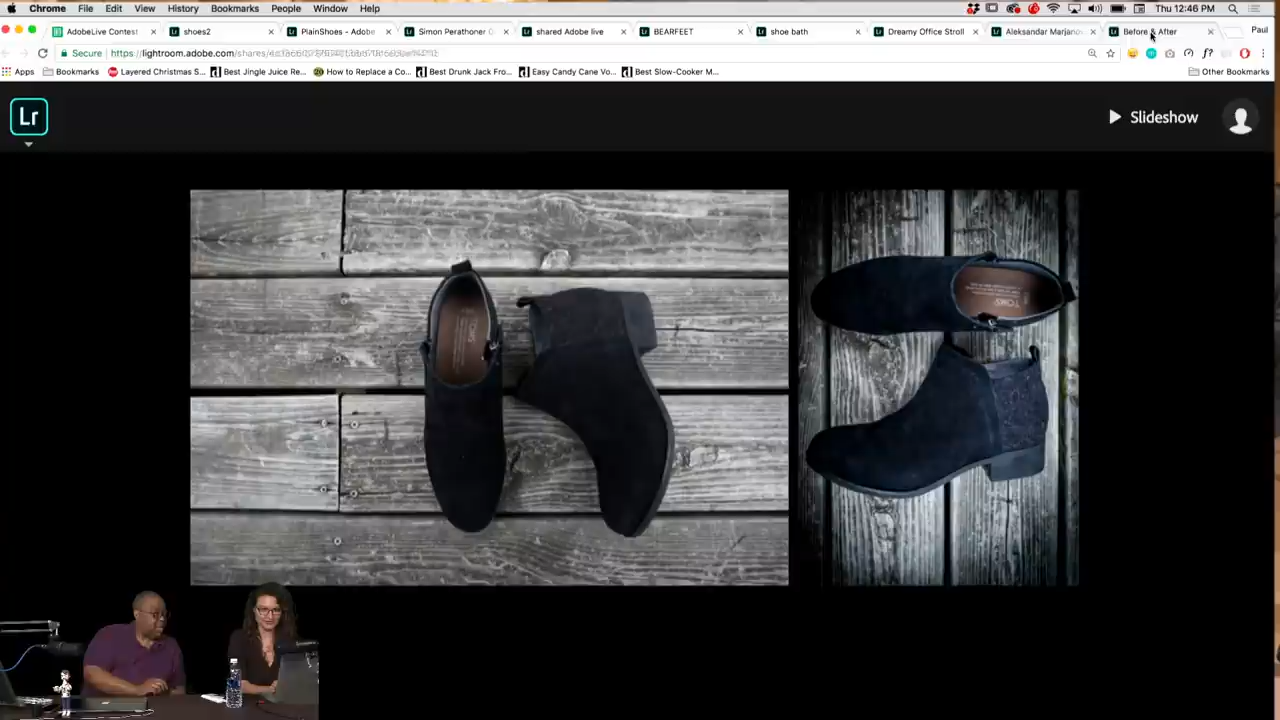 Chrome File Edit View History Bookmarks People Window Help Thu 12:46 PM
AdobeLive Contest shoes2 PlainShoes - Adobe Simon Perathoner shared Adobe live BEARFEET shoe bath Dreamy Office Stroll Aleksandar Marjano Before & After Paul
Secure https://lightroom.adobe.com/shares/
Apps Bookmarks Layered Christmas S... Best Jingle Juice Re... How to Replace a Co... Best Drunk Jack Fro... Easy Candy Cane Vo... Best Slow-Cooker M... Other Bookmarks
Lr Slideshow
TOMS
TOMS